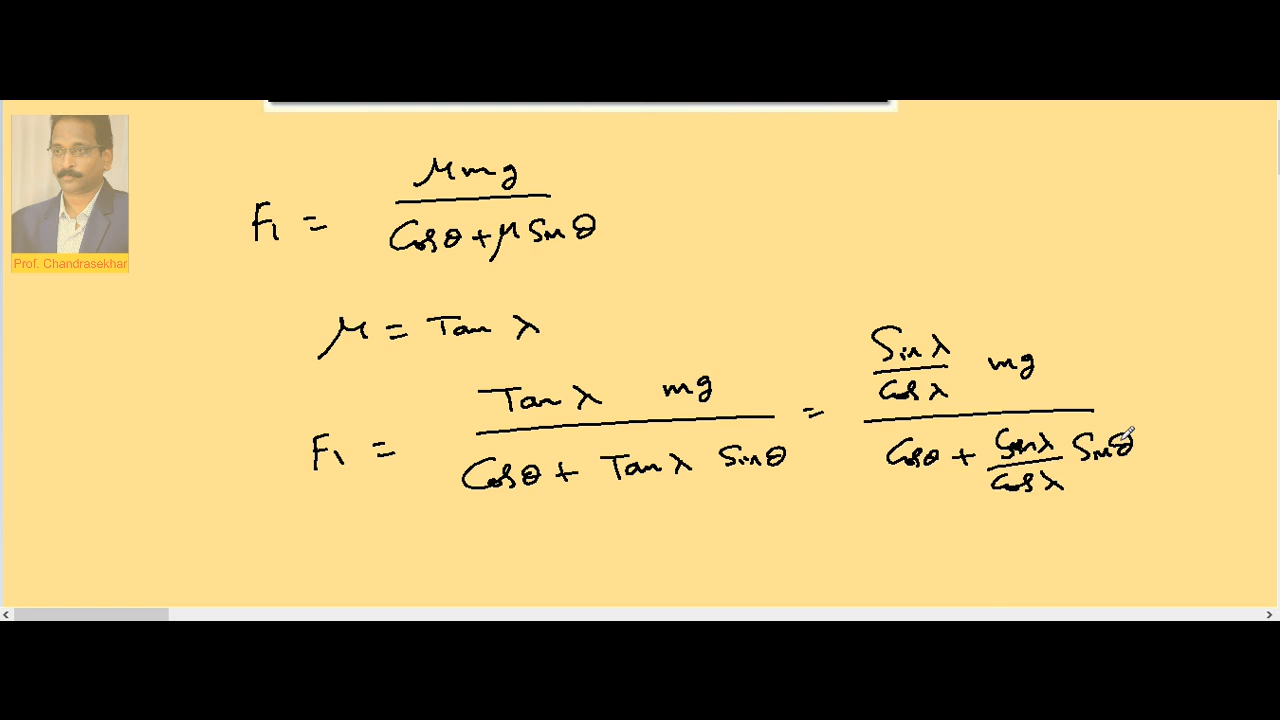 μmg
F₁ =
Cosθ + μ Sinθ
Prof. Chandrasekhar
μ = Tan λ
Tan λ mg = Sin λ / Cos λ mg
F₁ =
Cosθ + Tan λ Sinθ Cosθ + Sin λ / Cos λ Sinθ